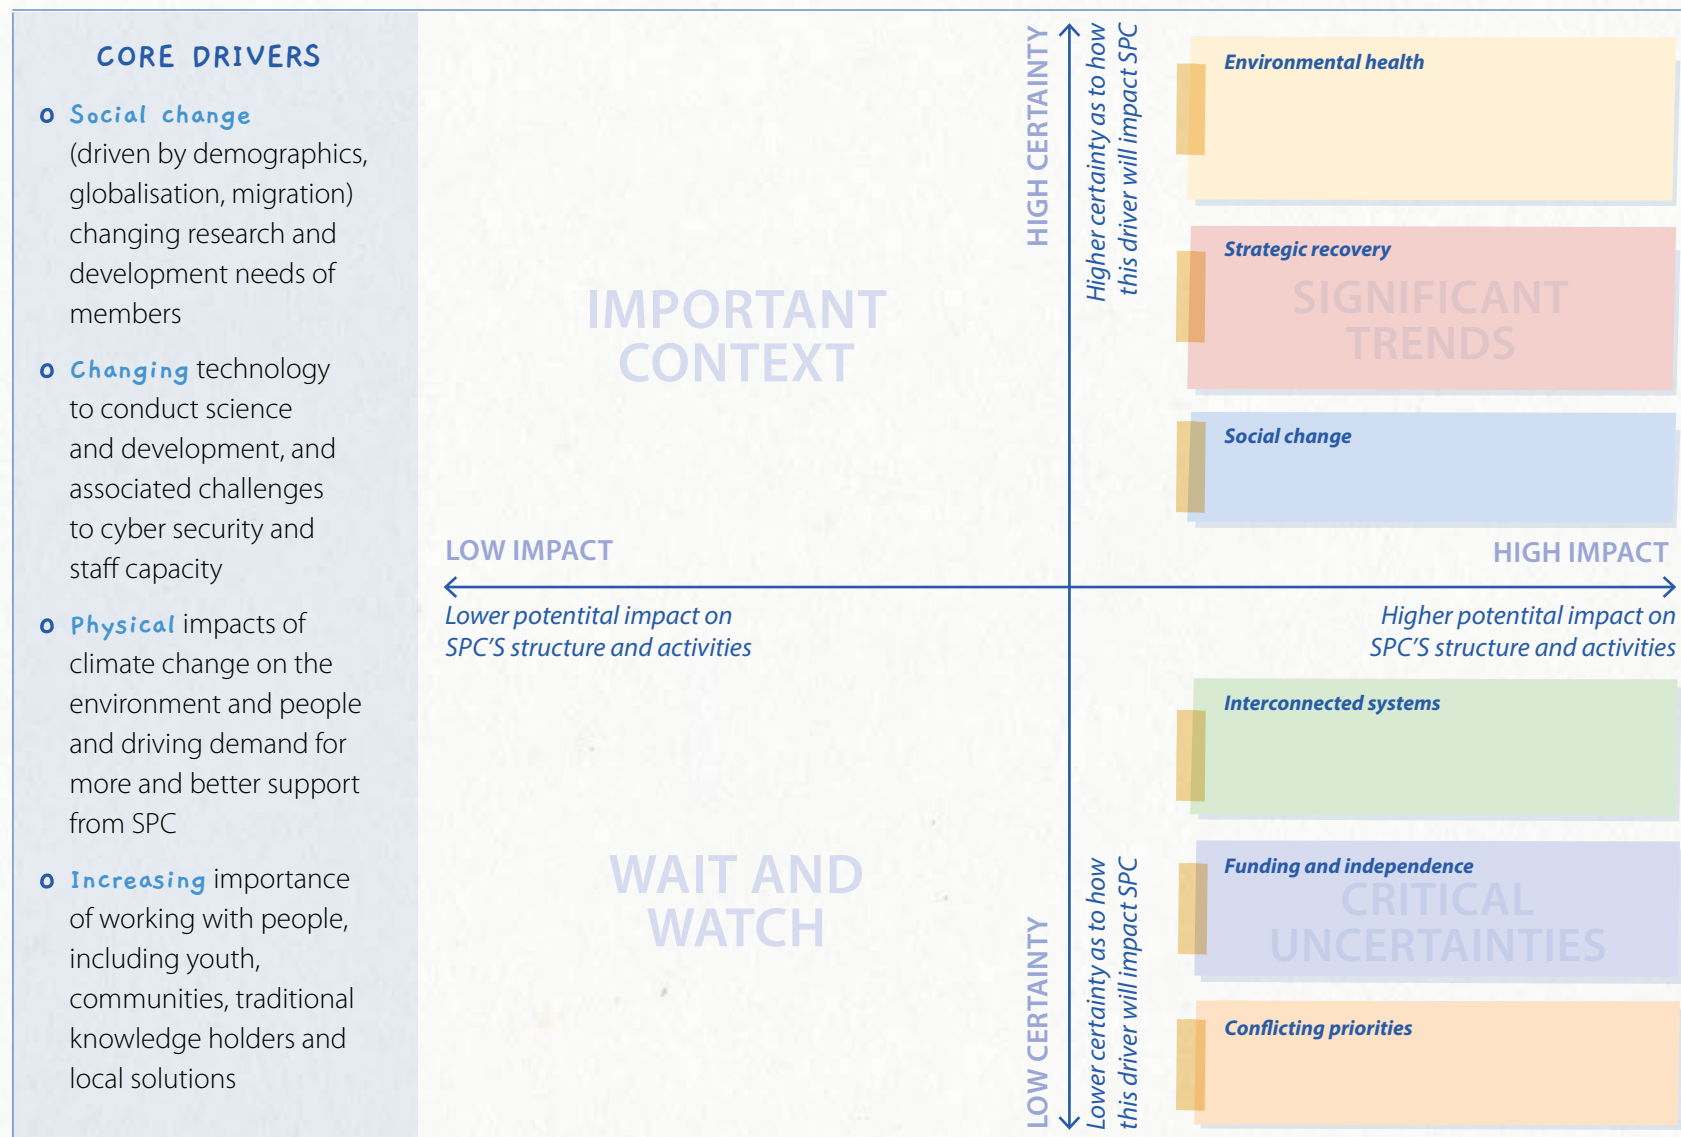 CORE DRIVERS
o Social change
(driven by demographics,
globalisation, migration)
changing research and
development needs of
members
o Changing technology
to conduct science
and development, and
associated challenges
to cyber security and
staff capacity
o Physical impacts of
climate change on the
environment and people
and driving demand for
more and better support
from SPC
o Increasing importance
of working with people,
including youth,
communities, traditional
knowledge holders and
local solutions
IMPORTANT
CONTEXT
HIGH CERTAINTY
Higher certainty as to how
this driver will impact SPC
Environmental health
Strategic recovery
SIGNIFICANT
TRENDS
Social change
LOW IMPACT
HIGH IMPACT
Lower potentital impact on
SPC'S structure and activities
Higher potentital impact on
SPC'S structure and activities
WAIT AND
WATCH
LOW CERTAINTY
Lower certainty as to how
this driver will impact SPC
Interconnected systems
Funding and independence
CRITICAL
UNCERTAINTIES
Conflicting priorities